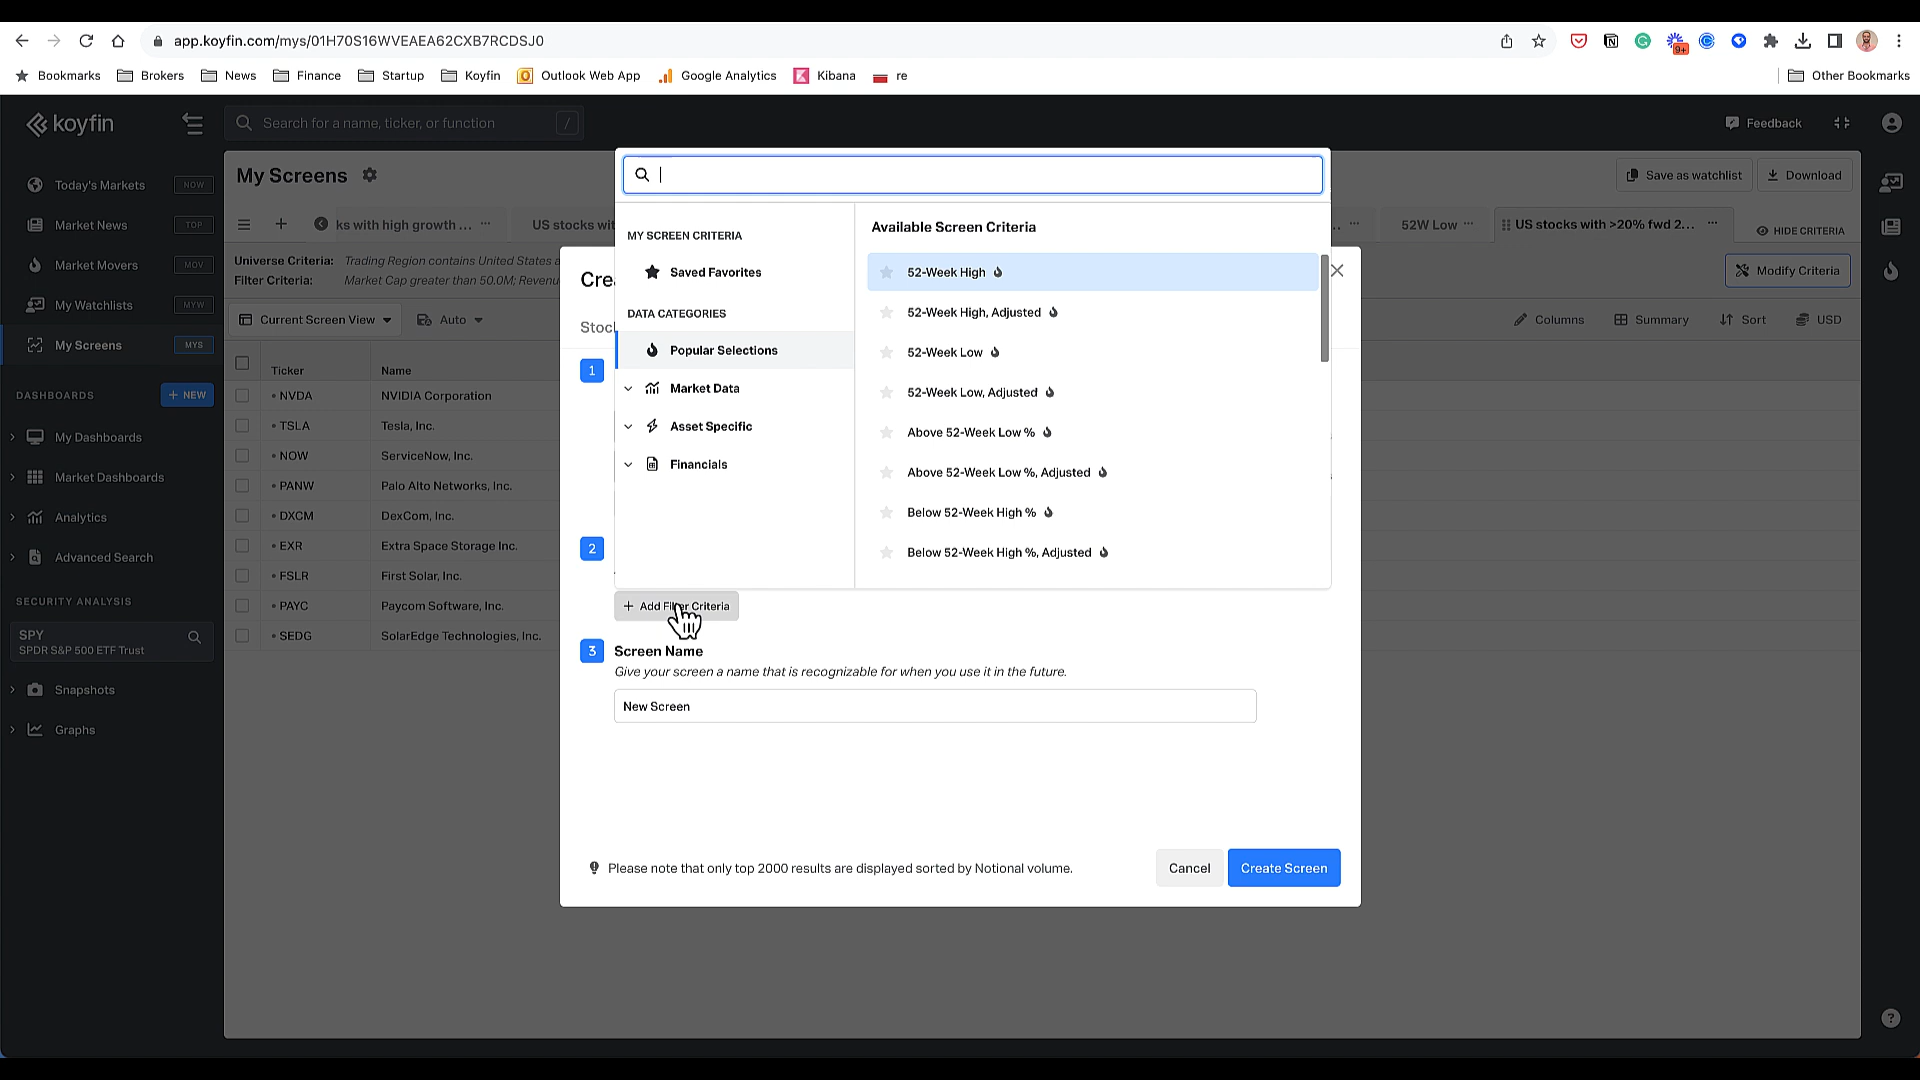 app.koyfin.com/mys/01H70S16WVEAEA62CXB7RCDSJ0
9+
Bookmarks Brokers News Finance Startup Koyfin Outlook Web App Google Analytics Kibana re Other Bookmarks
koyfin
Search for a name, ticker, or function /
Feedback
Today's Markets NOW
Market News TOP
Market Movers MOV
My Watchlists MYW
My Screens MYS
DASHBOARDS + NEW
My Dashboards
Market Dashboards
Analytics
Advanced Search
SECURITY ANALYSIS
SPY
SPDR S&P 500 ETF Trust
Snapshots
Graphs
My Screens
Save as watchlist Download
ks with high growth ... ··· US stocks wit .. ··· 52W Low ··· US stocks with >20% fwd 2... ··· HIDE CRITERIA
Universe Criteria: Trading Region contains United States a
Filter Criteria: Market Cap greater than 50.0M; Revenu
Modify Criteria
Current Screen View Auto Columns Summary Sort USD
Ticker Name
NVDA NVIDIA Corporation
TSLA Tesla, Inc.
NOW ServiceNow, Inc.
PANW Palo Alto Networks, Inc.
DXCM DexCom, Inc.
EXR Extra Space Storage Inc.
FSLR First Solar, Inc.
PAYC Paycom Software, Inc.
SEDG SolarEdge Technologies, Inc.
Cre
Stoc
1
2
MY SCREEN CRITERIA
Saved Favorites
DATA CATEGORIES
Popular Selections
Market Data
Asset Specific
Financials
Available Screen Criteria
52-Week High
52-Week High, Adjusted
52-Week Low
52-Week Low, Adjusted
Above 52-Week Low %
Above 52-Week Low %, Adjusted
Below 52-Week High %
Below 52-Week High %, Adjusted
+ Add Filter Criteria
3 Screen Name
Give your screen a name that is recognizable for when you use it in the future.
New Screen
Please note that only top 2000 results are displayed sorted by Notional volume.
Cancel Create Screen
?